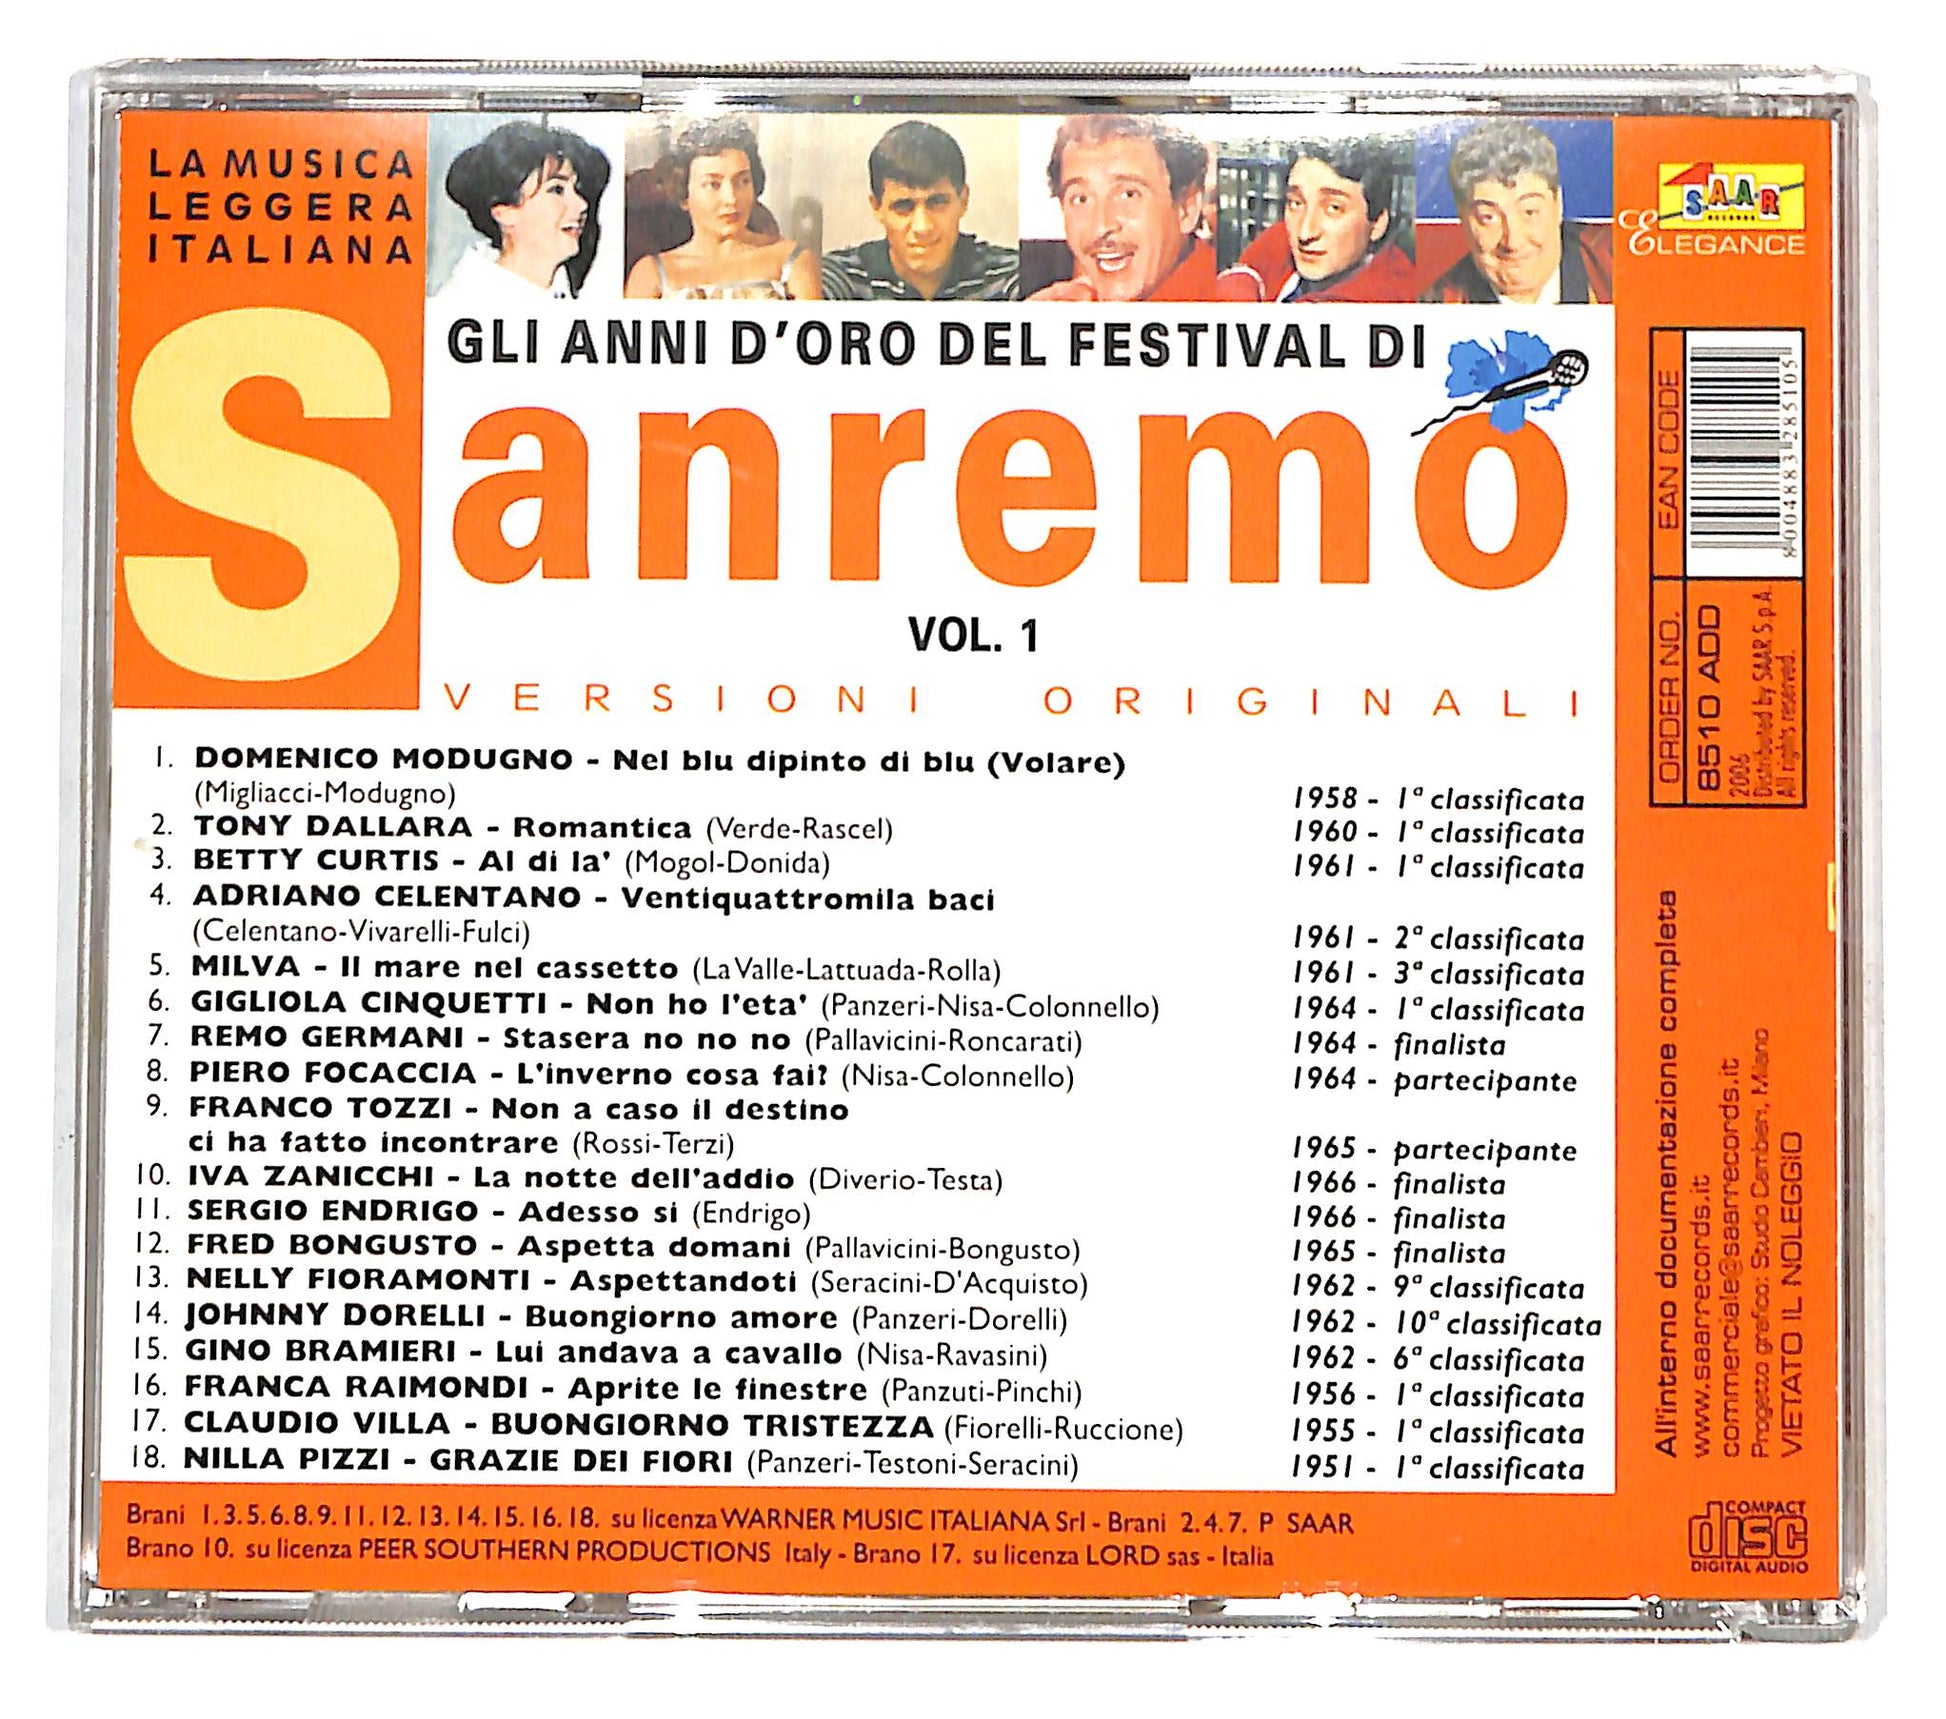 LA MUSICA
LEGGERA
ITALIANA
GLI ANNI D'ORO DEL FESTIVAL DI
Sanremo
VOL. 1
VERSIONI ORIGINALI
1. DOMENICO MODUGNO - Nel blu dipinto di blu (Volare)
(Migliacci-Modugno) 1958 - 1ª classificata
2. TONY DALLARA - Romantica (Verde-Rascel) 1960 - 1ª classificata
3. BETTY CURTIS - Al di la' (Mogol-Donida) 1961 - 1ª classificata
4. ADRIANO CELENTANO - Ventiquattromila baci
(Celentano-Vivarelli-Fulci) 1961 - 2ª classificata
5. MILVA - Il mare nel cassetto (La Valle-Lattuada-Rolla) 1961 - 3ª classificata
6. GIGLIOLA CINQUETTI - Non ho l'eta' (Panzeri-Nisa-Colonnello) 1964 - 1ª classificata
7. REMO GERMANI - Stasera no no no (Pallavicini-Roncarati) 1964 - finalista
8. PIERO FOCACCIA - L'inverno cosa fai? (Nisa-Colonnello) 1964 - partecipante
9. FRANCO TOZZI - Non a caso il destino
ci ha fatto incontrare (Rossi-Terzi) 1965 - partecipante
10. IVA ZANICCHI - La notte dell'addio (Diverio-Testa) 1966 - finalista
11. SERGIO ENDRIGO - Adesso si (Endrigo) 1966 - finalista
12. FRED BONGUSTO - Aspetta domani (Pallavicini-Bongusto) 1965 - finalista
13. NELLY FIORAMONTI - Aspettandoti (Seracini-D'Acquisto) 1962 - 9ª classificata
14. JOHNNY DORELLI - Buongiorno amore (Panzeri-Dorelli) 1962 - 10ª classificata
15. GINO BRAMIERI - Lui andava a cavallo (Nisa-Ravasini) 1962 - 6ª classificata
16. FRANCA RAIMONDI - Aprite le finestre (Panzuti-Pinchi) 1956 - 1ª classificata
17. CLAUDIO VILLA - BUONGIORNO TRISTEZZA (Fiorelli-Ruccione) 1955 - 1ª classificata
18. NILLA PIZZI - GRAZIE DEI FIORI (Panzeri-Testoni-Seracini) 1951 - 1ª classificata
Brani 1.3.5.6.8.9.11.12.13.14.15.16.18. su licenza WARNER MUSIC ITALIANA Srl - Brani 2.4.7. P SAAR
Brano 10. su licenza PEER SOUTHERN PRODUCTIONS Italy - Brano 17. su licenza LORD sas - Italia
S.A.A.R
RECORDS
ELEGANCE
EAN CODE
8004883285105
ORDER NO.
8510 ADD
2006
Distributed by SAAR S.p.A.
All rights reserved.
All'interno documentazione completa
www.saarrecords.it
commerciale@saarrecords.it
Progetto grafico: Studio Cambieri, Milano
VIETATO IL NOLEGGIO
COMPACT
disc
DIGITAL AUDIO